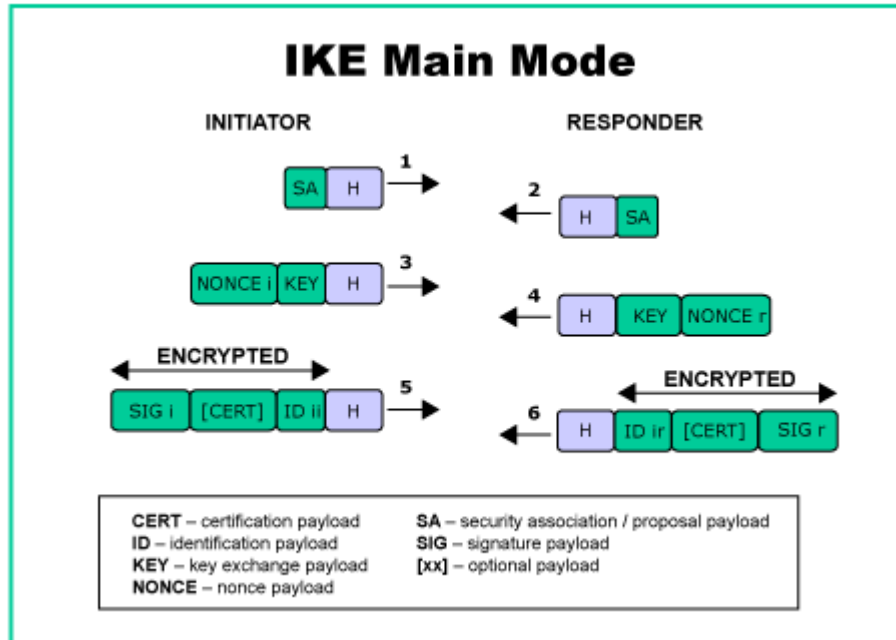 IKE Main Mode
INITIATOR RESPONDER
1
SA H
2
H SA
3
NONCE i KEY H
4
H KEY NONCE r
ENCRYPTED
5
SIG i [CERT] ID ii H
ENCRYPTED
6
H ID ir [CERT] SIG r
CERT – certification payload SA – security association / proposal payload
ID – identification payload SIG – signature payload
KEY – key exchange payload [xx] – optional payload
NONCE – nonce payload